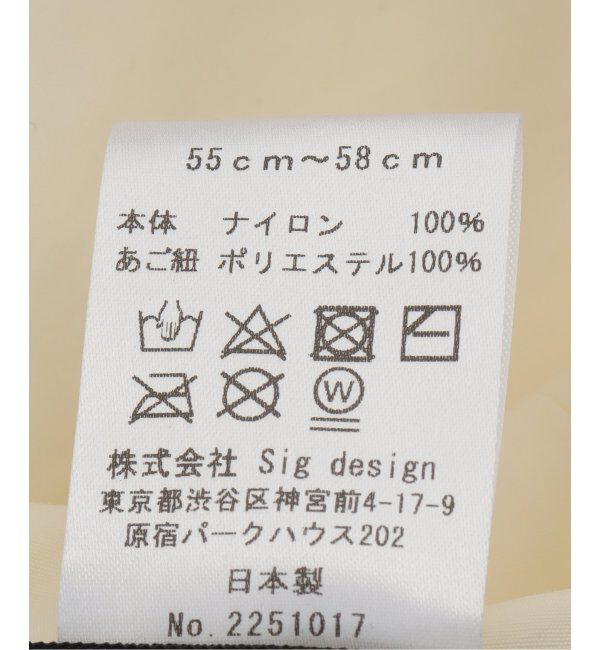 55cm～58cm
本体 ナイロン 100%
あご紐 ポリエステル100%
W
株式会社 Sig design
東京都渋谷区神宮前4-17-9
原宿パークハウス202
日本製
No.2251017